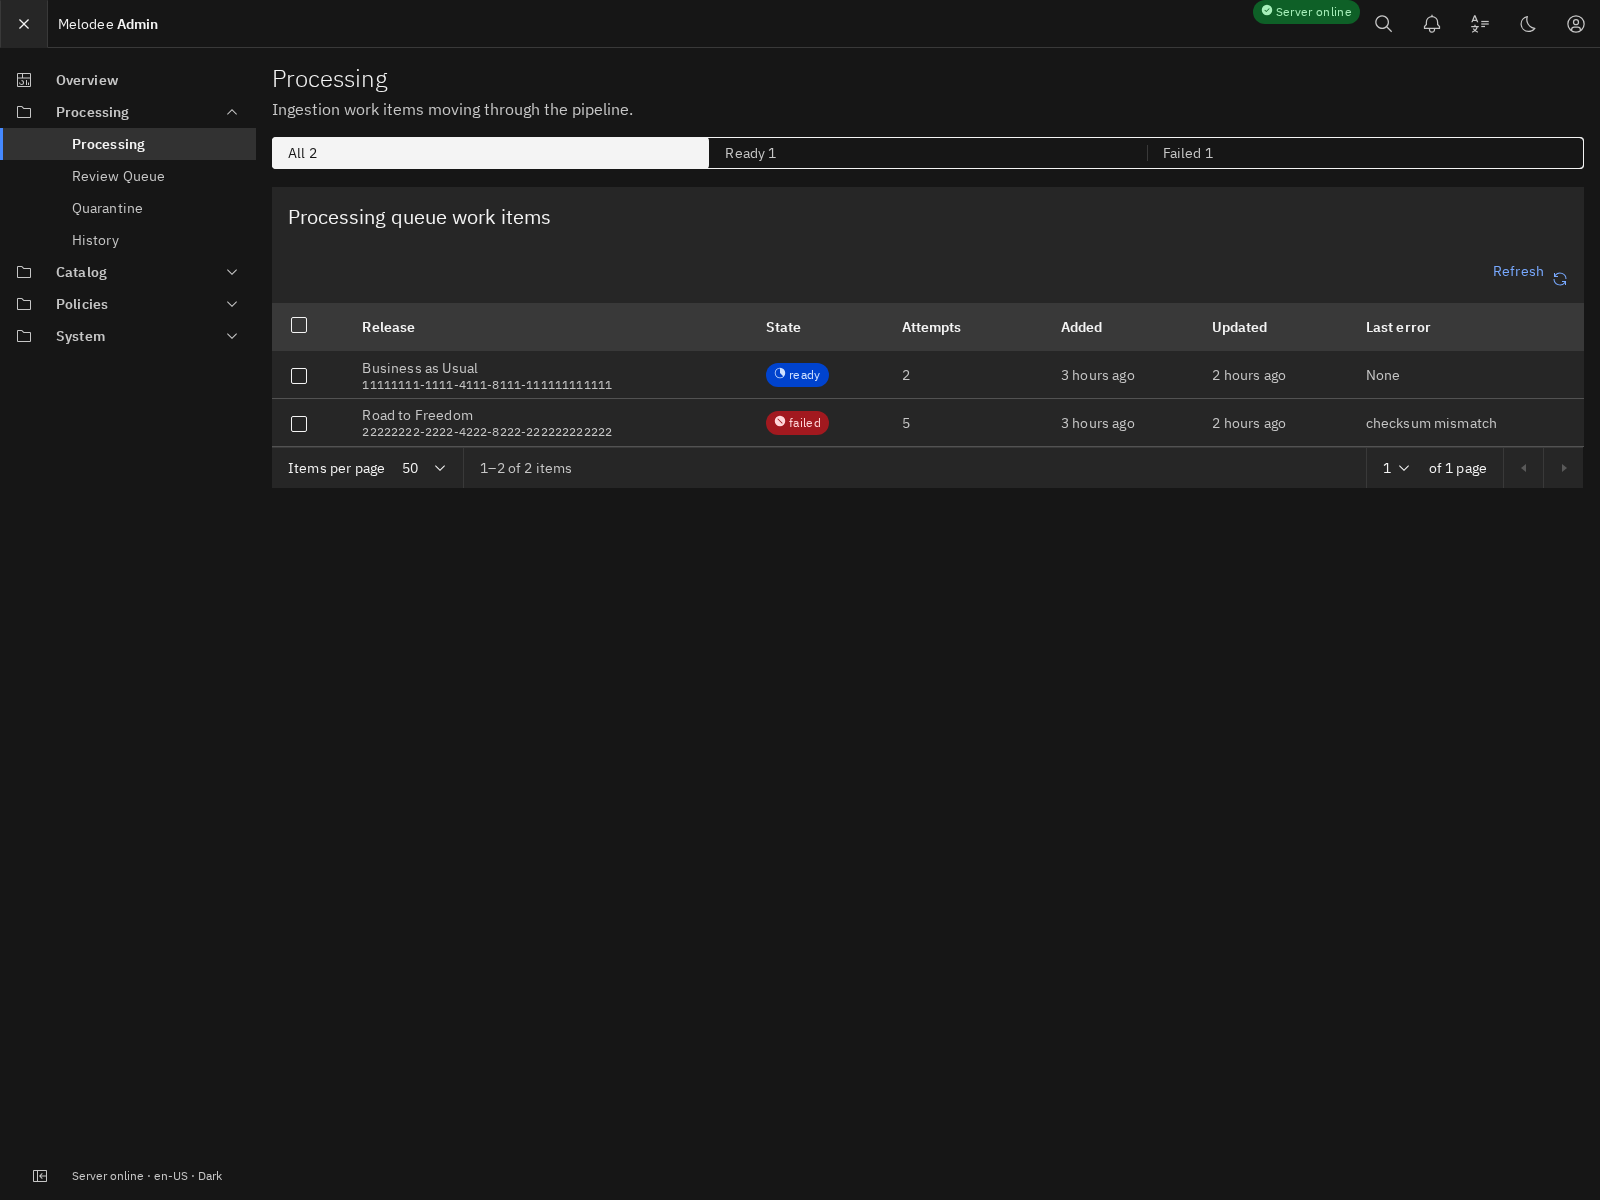 Melodee Admin
Server online
Overview
Processing
Processing
Review Queue
Quarantine
History
Catalog
Policies
System
Server online · en-US · Dark
Processing
Ingestion work items moving through the pipeline.
All 2 Ready 1 Failed 1
Processing queue work items
Refresh
Release State Attempts Added Updated Last error
Business as Usual
11111111-1111-4111-8111-111111111111
ready 2 3 hours ago 2 hours ago None
Road to Freedom
22222222-2222-4222-8222-222222222222
failed 5 3 hours ago 2 hours ago checksum mismatch
Items per page 50 1–2 of 2 items 1 of 1 page